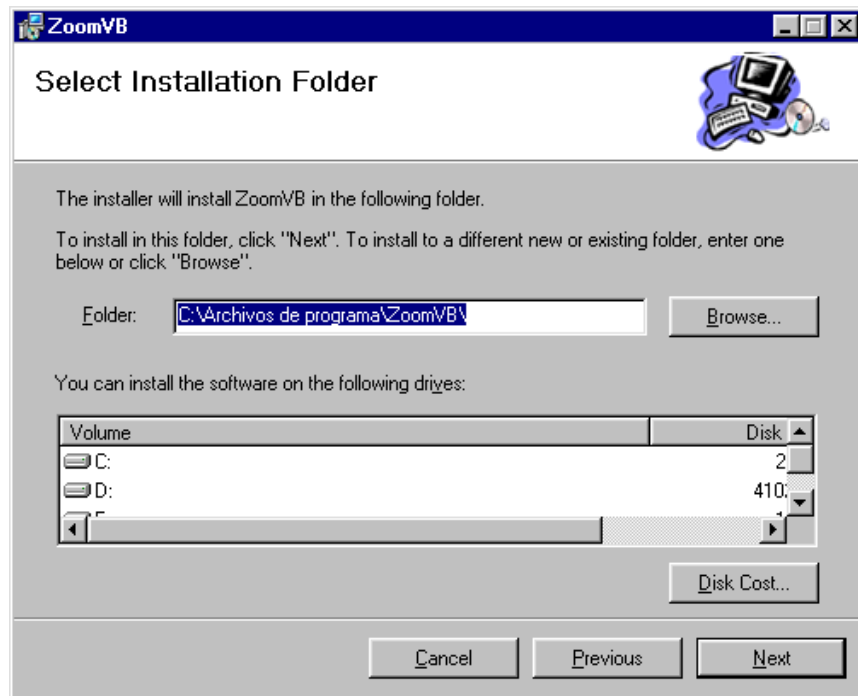 ZoomVB
Select Installation Folder
The installer will install ZoomVB in the following folder.
To install in this folder, click "Next". To install to a different new or existing folder, enter one
below or click "Browse".
Folder: C:\Archivos de programa\ZoomVB\ Browse...
You can install the software on the following drives:
Volume Disk
C: 2
D: 410
Disk Cost...
Cancel Previous Next